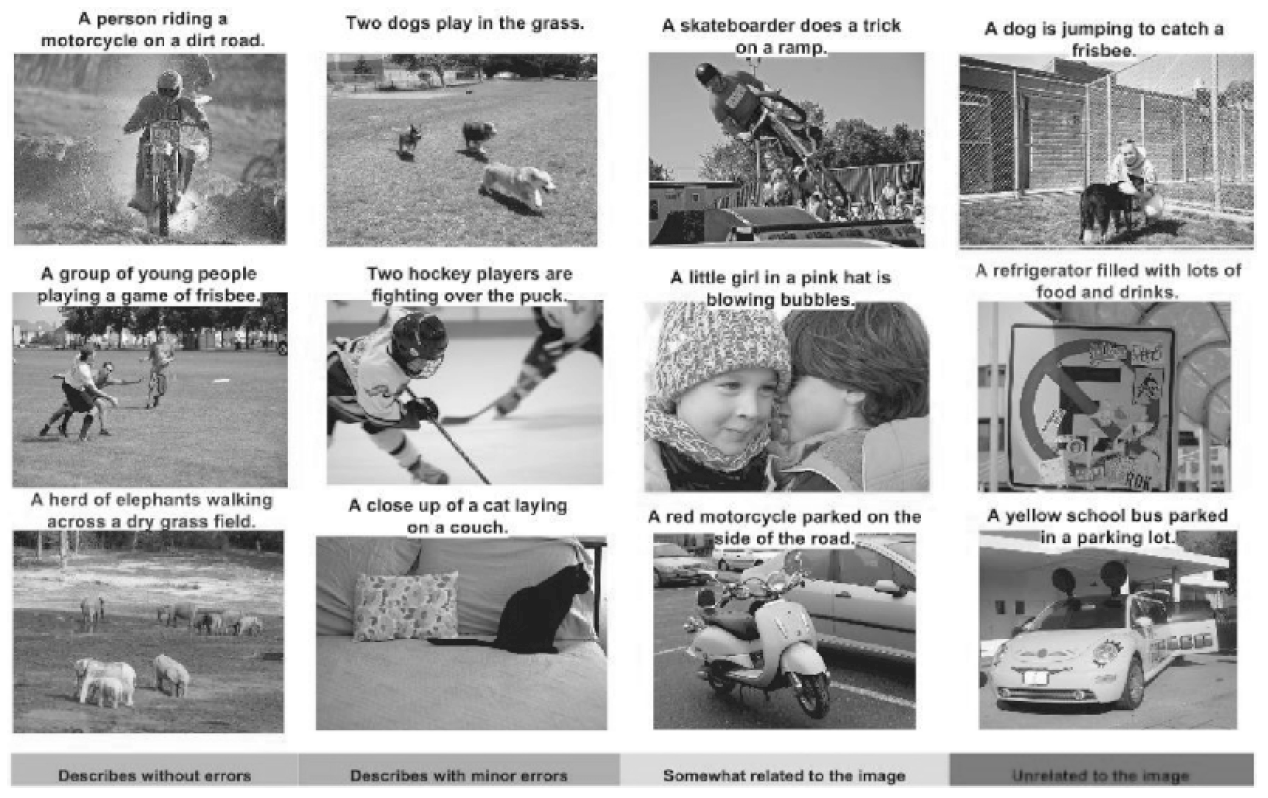 A person riding a
motorcycle on a dirt road.
Two dogs play in the grass.
A skateboarder does a trick
on a ramp.
A dog is jumping to catch a
frisbee.
A group of young people
playing a game of frisbee.
Two hockey players are
fighting over the puck.
A little girl in a pink hat is
blowing bubbles.
A refrigerator filled with lots of
food and drinks.
A herd of elephants walking
across a dry grass field.
A close up of a cat laying
on a couch.
A red motorcycle parked on the
side of the road.
A yellow school bus parked
in a parking lot.
Describes without errors
Describes with minor errors
Somewhat related to the image
Unrelated to the image